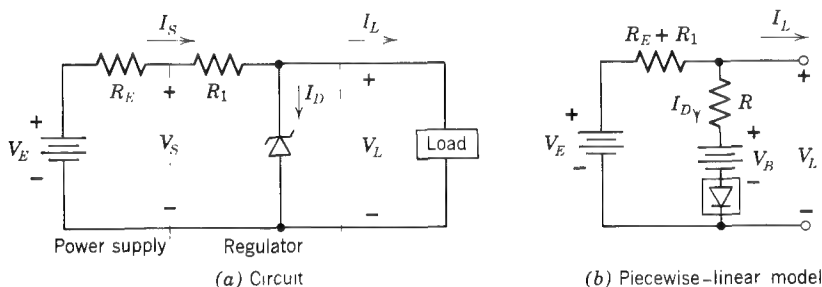 I_S
I_L
R_E
+
R_1
I_D
+
+
V_E
−
V_S
V_L
Load
−
−
Power supply
Regulator
(a) Circuit
I_L
R_E + R_1
+
I_D
R
+
+
V_E
−
V_B
−
V_L
−
(b) Piecewise-linear model